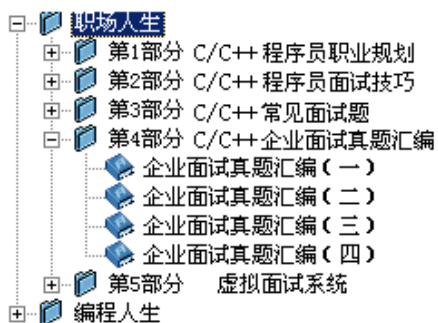 职场人生
第1部分 C/C++程序员职业规划
第2部分 C/C++程序员面试技巧
第3部分 C/C++常见面试题
第4部分 C/C++企业面试真题汇编
企业面试真题汇编(一)
企业面试真题汇编(二)
企业面试真题汇编(三)
企业面试真题汇编(四)
第5部分 虚拟面试系统
编程人生